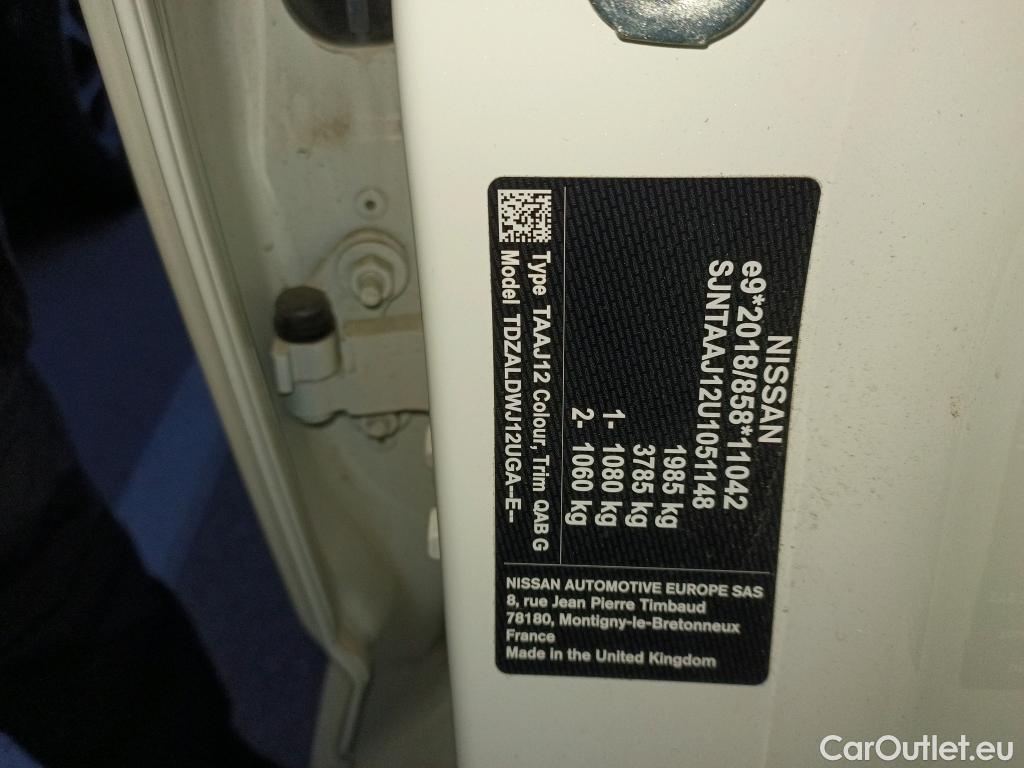 NISSAN
e9*2018/858*11042
SJNTAAJ12U1051148
1985 kg
3785 kg
1- 1080 kg
2- 1060 kg
Type TAAJ12 Colour, Trim QAB G
Model TDZALDWJ12UGA--E--
NISSAN AUTOMOTIVE EUROPE SAS
8, rue Jean Pierre Timbaud
78180, Montigny-le-Bretonneux
France
Made in the United Kingdom
CarOutlet.eu